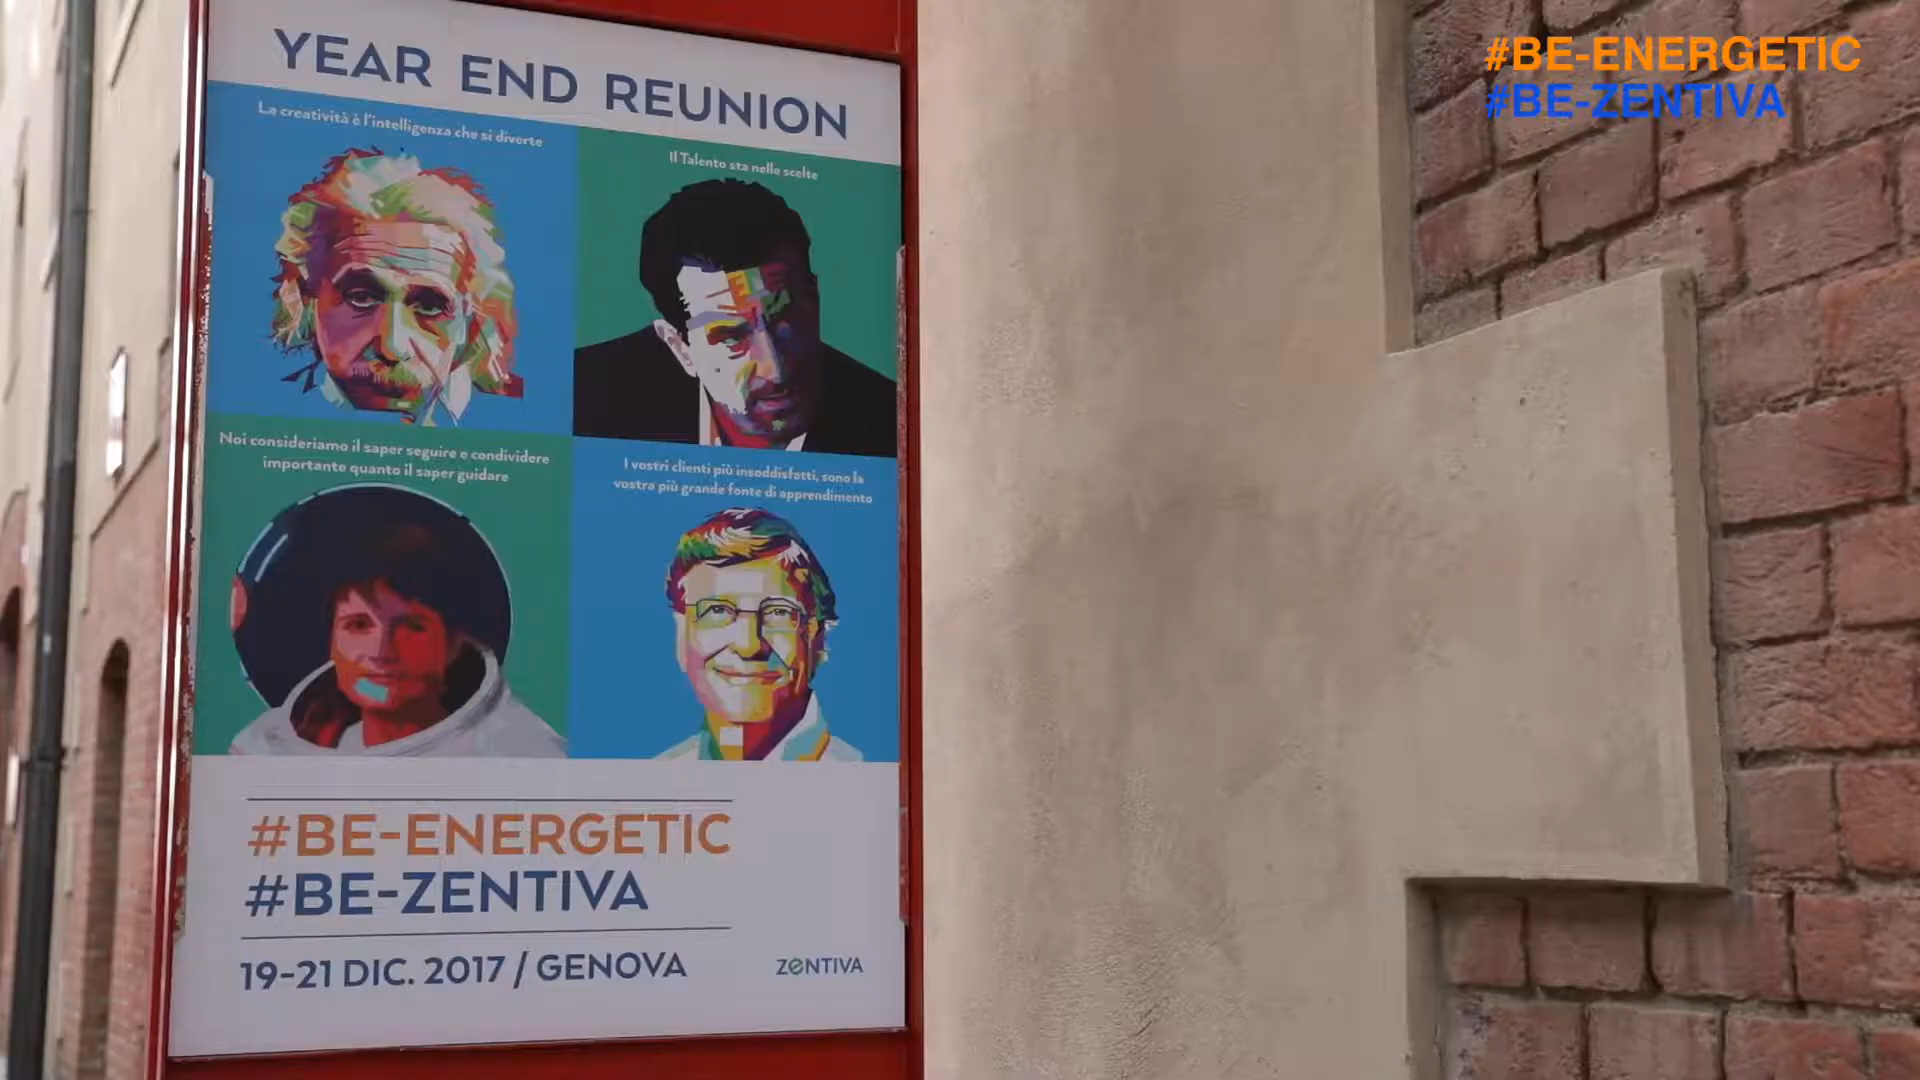 YEAR END REUNION
La creatività è l'intelligenza che si diverte
Il Talento sta nelle scelte
Noi consideriamo il saper seguire e condividere
importante quanto il saper guidare
I vostri clienti più insoddisfatti, sono la
vostra più grande fonte di apprendimento
#BE-ENERGETIC
#BE-ZENTIVA
19-21 DIC. 2017 / GENOVA
ZENTIVA
#BE-ENERGETIC
#BE-ZENTIVA